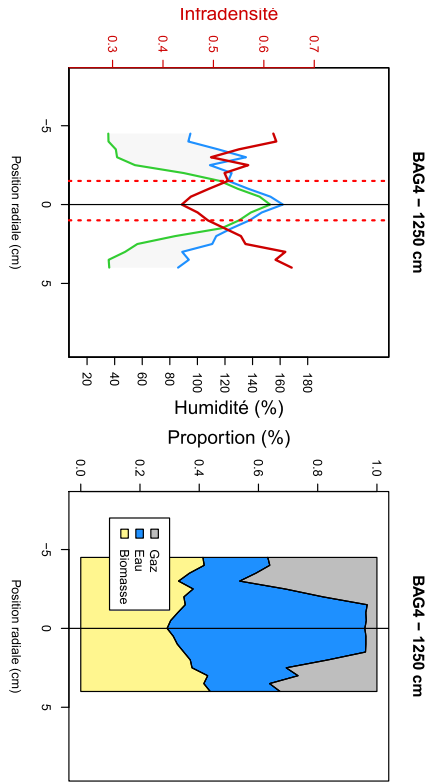 BAG4 − 1250 cm
Infradensité
0.3 0.4 0.5 0.6 0.7
−5 0 5
Position radiale (cm)
20 40 60 80 100 120 140 160 180
Humidité (%)
BAG4 − 1250 cm
Proportion (%)
0.0 0.2 0.4 0.6 0.8 1.0
Gaz
Eau
Biomasse
−5 0 5
Position radiale (cm)